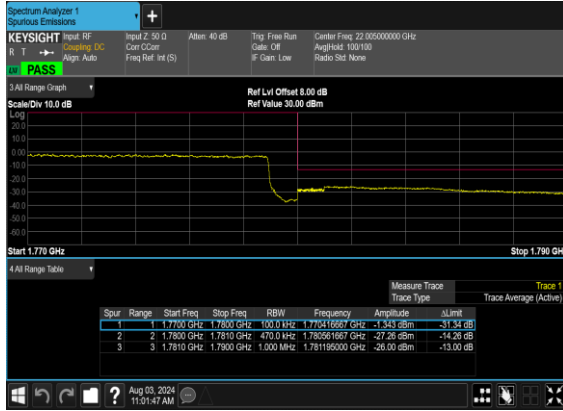 Spectrum Analyzer 1
Spurious Emissions
+
KEYSIGHT Input: RF Input Z: 50 Ω Atten: 40 dB Trig: Free Run Center Freq: 22.005000000 GHz
R T Coupling: DC Corr CCorr Gate: Off Avg|Hold: 100/100
Align: Auto Freq Ref: Int (S) IF Gain: Low Radio Std: None
PASS
3 All Range Graph
Ref Lvl Offset 8.00 dB
Scale/Div 10.0 dB Ref Value 30.00 dBm
Log
20.0
10.0
0.00
-10.0
-20.0
-30.0
-40.0
-50.0
-60.0
Start 1.770 GHz Stop 1.790 GH
4 All Range Table
Measure Trace Trace 1
Trace Type Trace Average (Active)
Spur Range Start Freq Stop Freq RBW Frequency Amplitude ΔLimit
1 1 1.7700 GHz 1.7800 GHz 100.0 kHz 1.770416667 GHz -1.343 dBm -31.34 dB
2 2 1.7800 GHz 1.7810 GHz 470.0 kHz 1.780561667 GHz -27.26 dBm -14.26 dB
3 3 1.7810 GHz 1.7900 GHz 1.000 MHz 1.781195000 GHz -26.00 dBm -13.00 dB
? Aug 03, 2024
11:01:47 AM